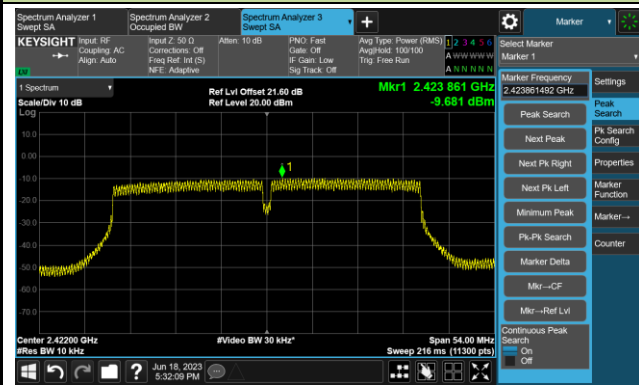 Spectrum Analyzer 1
Swept SA
Spectrum Analyzer 2
Occupied BW
Spectrum Analyzer 3
Swept SA
Marker
KEYSIGHT
Input: RF
Coupling: AC
Align: Auto
Input Z: 50 Ω
Corrections: Off
Freq Ref: Int (S)
NFE: Adaptive
Atten: 10 dB
PNO: Fast
Gate: Off
IF Gain: Low
Sig Track: Off
Avg Type: Power (RMS)
Avg|Hold: 100/100
Trig: Free Run
1 2 3 4 5 6
A W W W W W
A N N N N N
LVI
Select Marker
Marker 1
1 Spectrum
Scale/Div 10 dB
Log
Ref Lvl Offset 21.60 dB
Ref Level 20.00 dBm
Mkr1 2.423 861 GHz
-9.681 dBm
10.0
0.00
-10.0
-20.0
-30.0
-40.0
-50.0
-60.0
-70.0
1
Center 2.42200 GHz
#Res BW 10 kHz
#Video BW 30 kHz*
Span 54.00 MHz
Sweep 216 ms (11300 pts)
Marker Frequency
2.423861492 GHz
Peak Search
Next Peak
Next Pk Right
Next Pk Left
Minimum Peak
Pk-Pk Search
Marker Delta
Mkr→CF
Mkr→Ref Lvl
Continuous Peak
Search
On
Off
Settings
Peak
Search
Pk Search
Config
Properties
Marker
Function
Marker→
Counter
Jun 18, 2023
5:32:09 PM